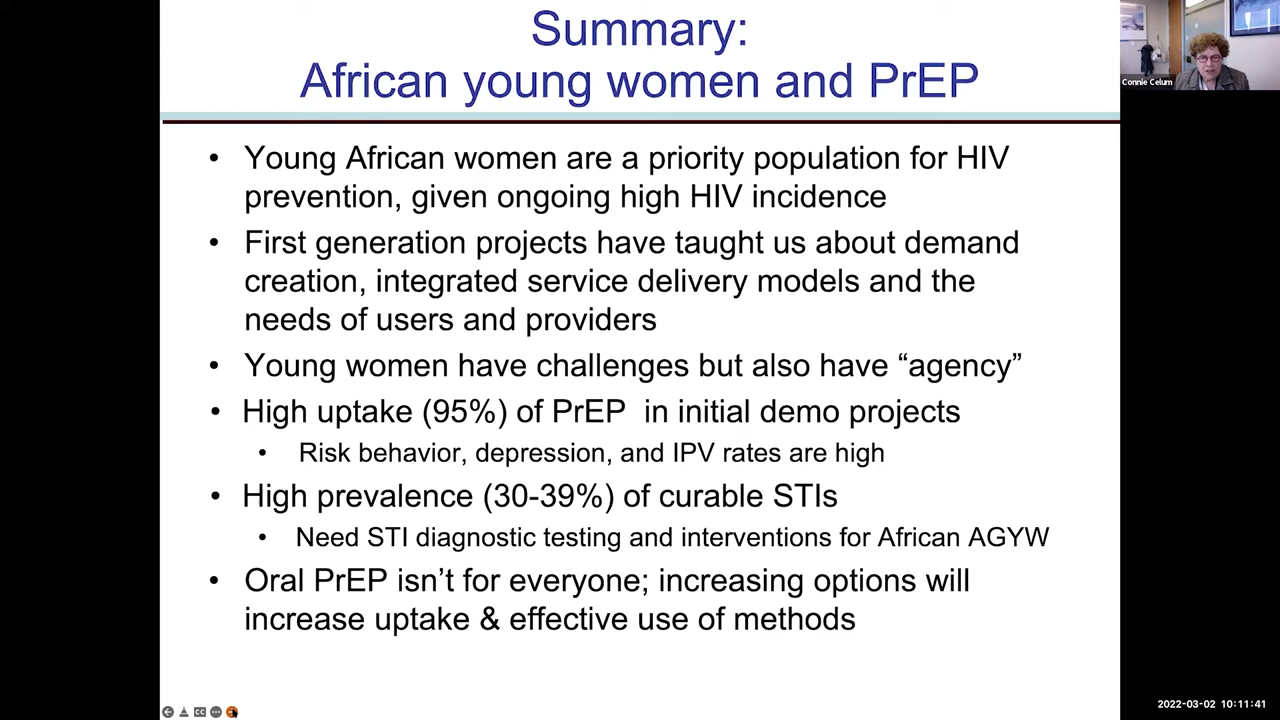 Summary:
African young women and PrEP
Connie Celum
• Young African women are a priority population for HIV
prevention, given ongoing high HIV incidence
• First generation projects have taught us about demand
creation, integrated service delivery models and the
needs of users and providers
• Young women have challenges but also have “agency”
• High uptake (95%) of PrEP in initial demo projects
• Risk behavior, depression, and IPV rates are high
• High prevalence (30-39%) of curable STIs
• Need STI diagnostic testing and interventions for African AGYW
• Oral PrEP isn’t for everyone; increasing options will
increase uptake & effective use of methods
CC
2022-03-02 10:11:41